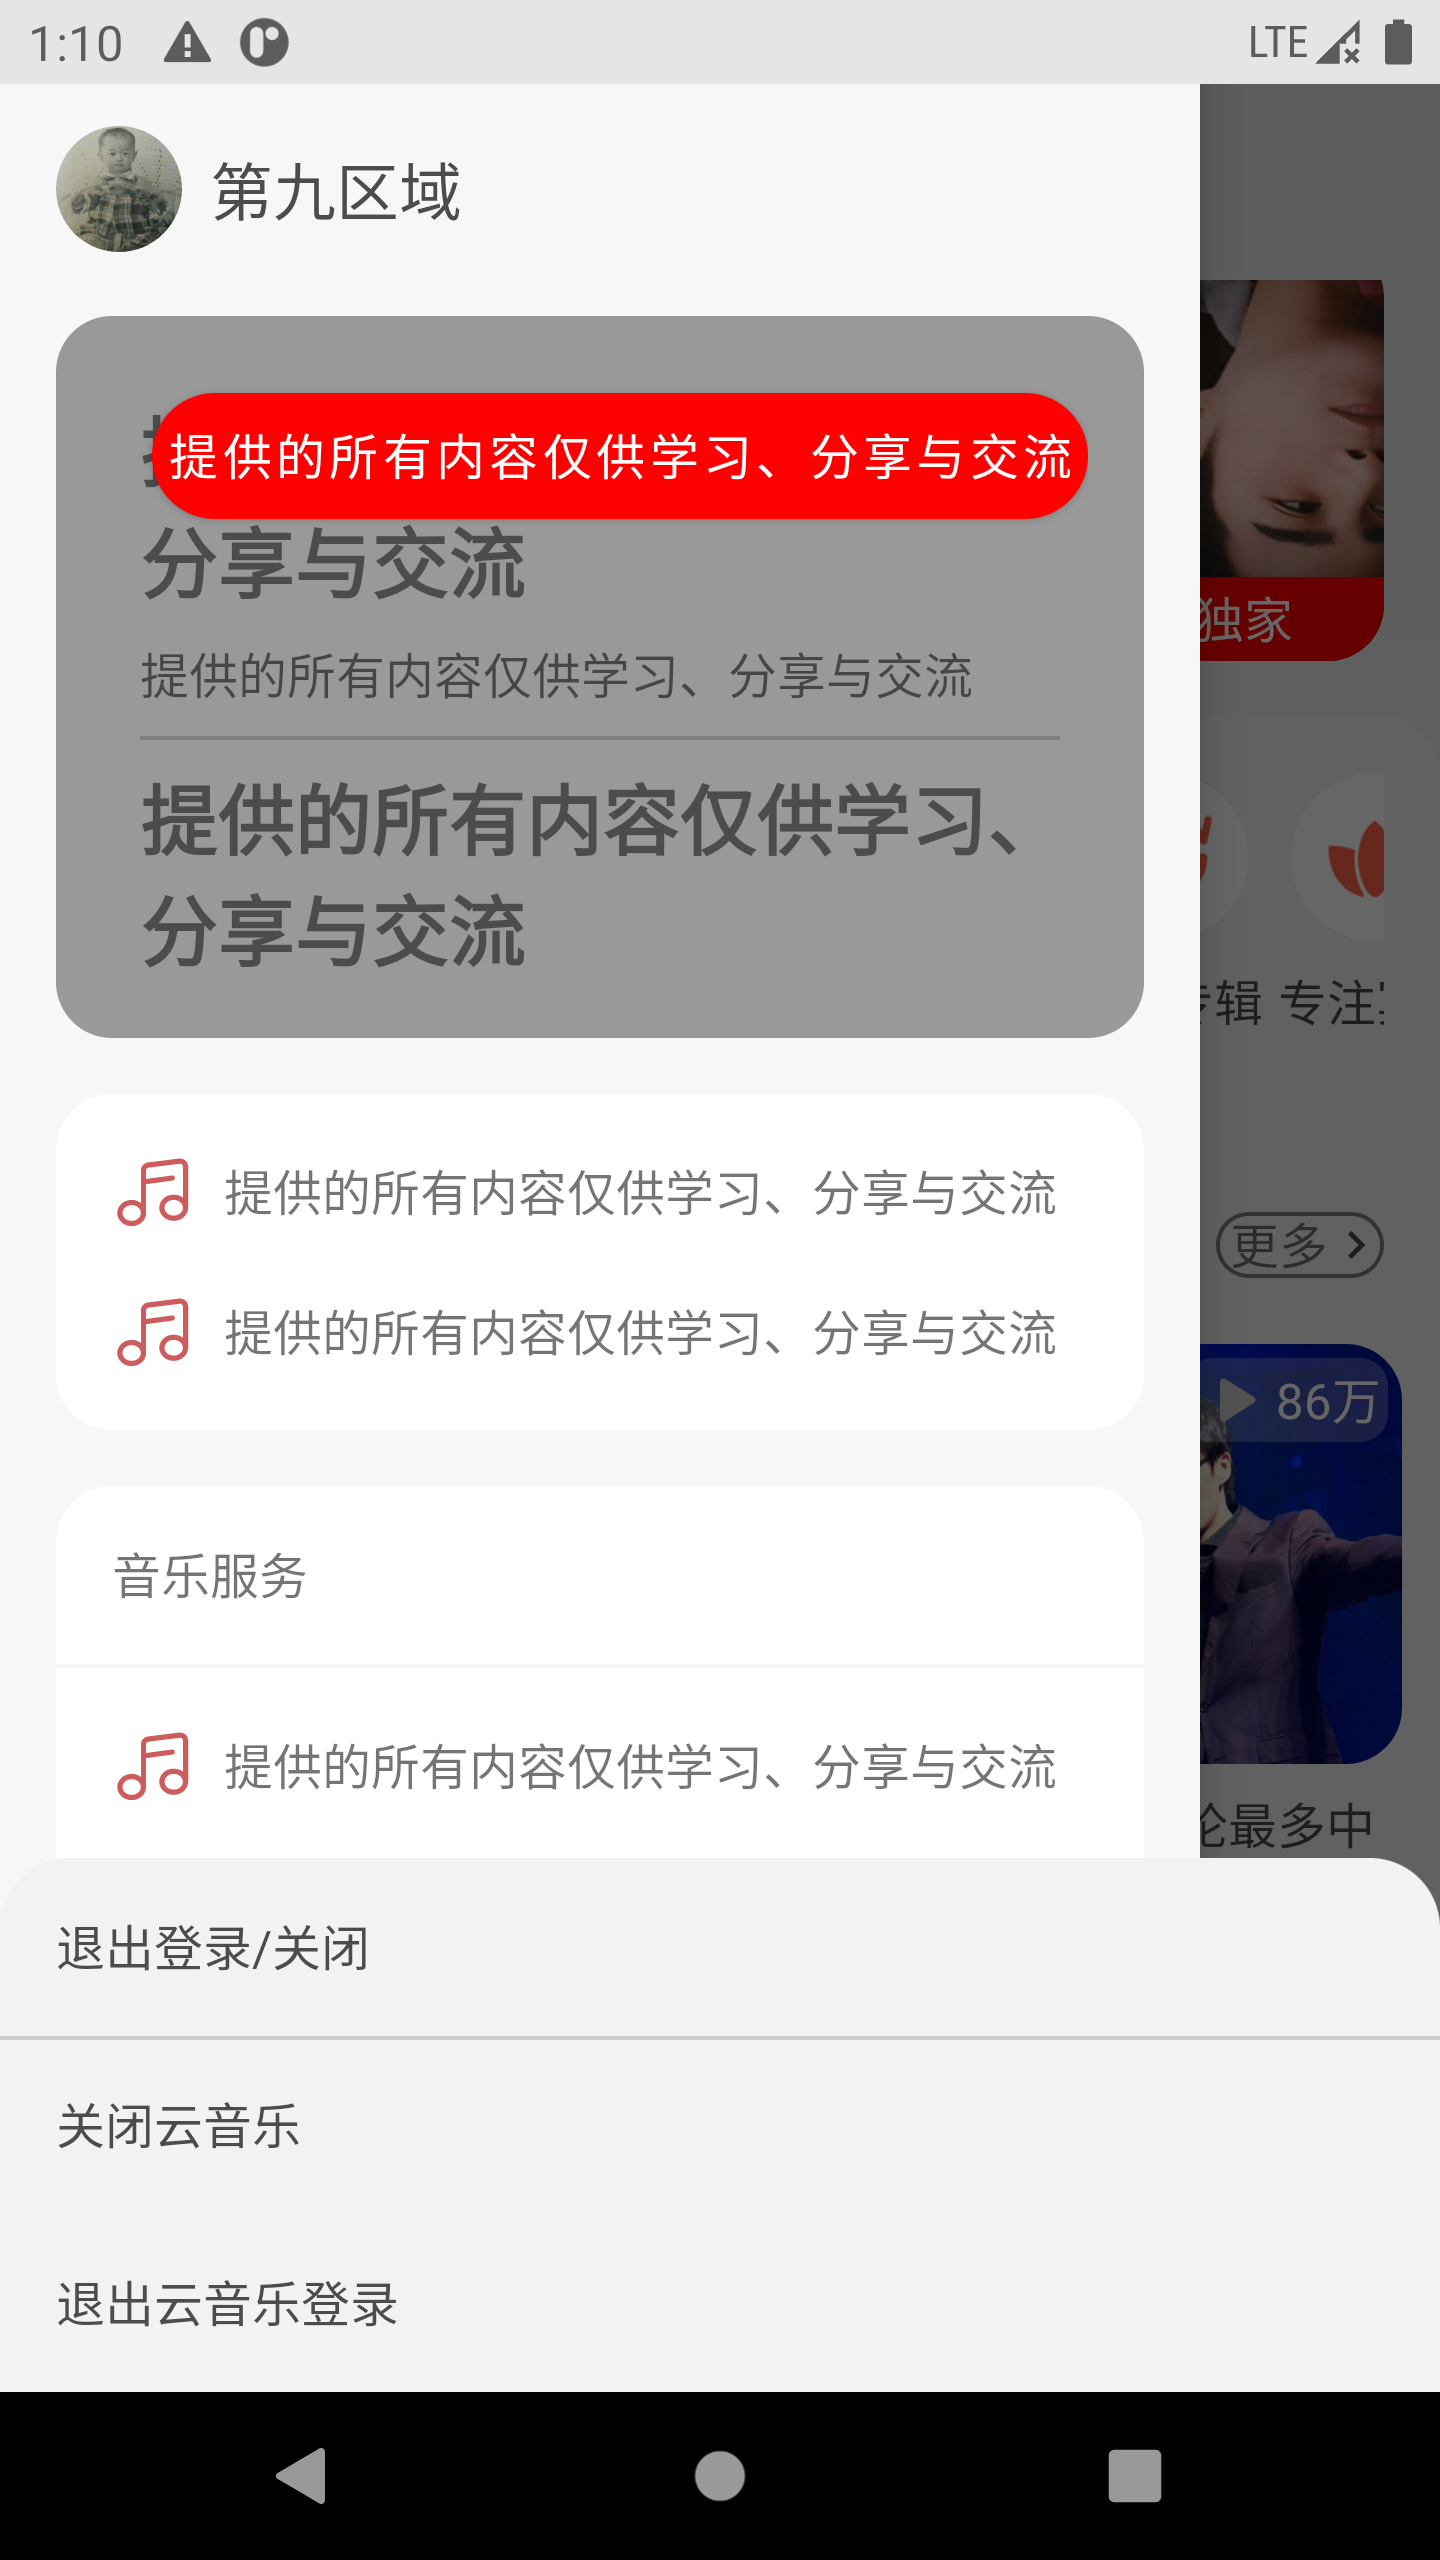 1:10
LTE
第九区域
提供的所有内容仅供学习、分享与交流
分享与交流
提供的所有内容仅供学习、分享与交流
提供的所有内容仅供学习、
分享与交流
独家
辑 专注
提供的所有内容仅供学习、分享与交流
更多
提供的所有内容仅供学习、分享与交流
86万
音乐服务
提供的所有内容仅供学习、分享与交流
最多中
退出登录/关闭
关闭云音乐
退出云音乐登录